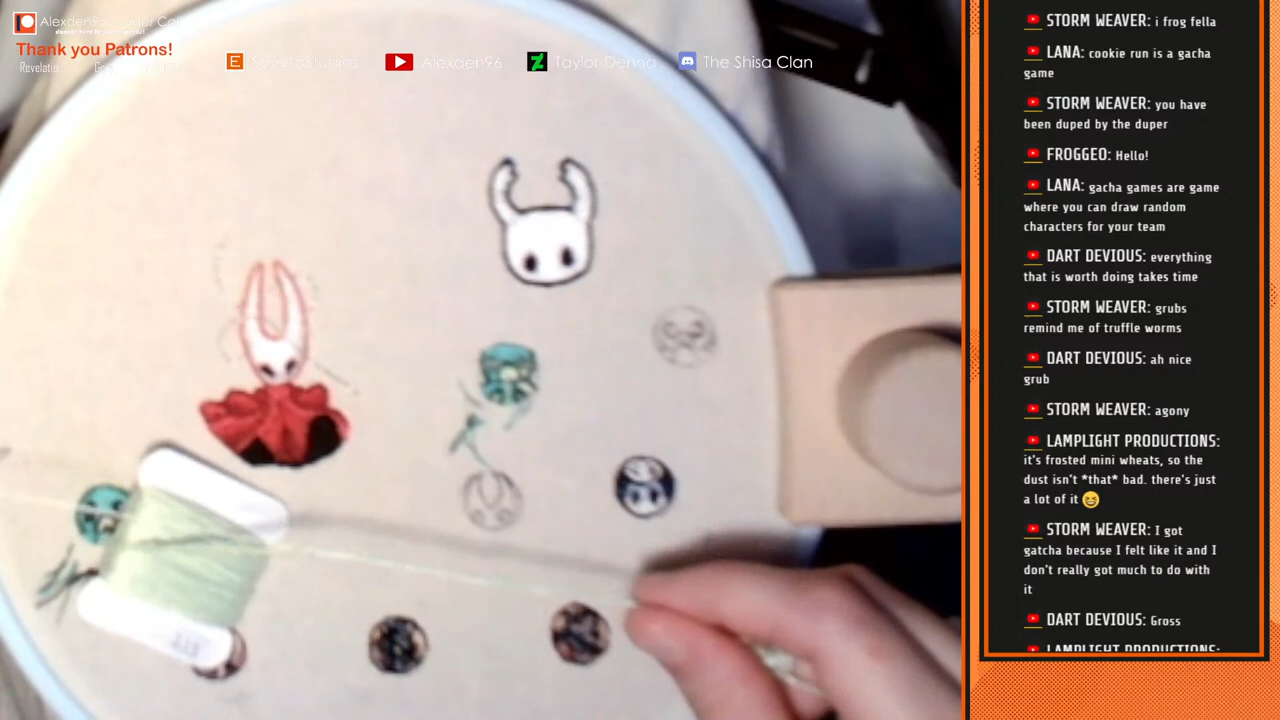 Thank you Patrons!
Alexaen96
Taylor Denna
The Shisa Clan
STORM WEAVER: i frog fella
LANA: cookie run is a gacha
game
STORM WEAVER: you have
been duped by the duper
FROGGEO: Hello!
LANA: gacha games are game
where you can draw random
characters for your team
DART DEVIOUS: everything
that is worth doing takes time
STORM WEAVER: grubs
remind me of truffle worms
DART DEVIOUS: ah nice
grub
STORM WEAVER: agony
LAMPLIGHT PRODUCTIONS:
it's frosted mini wheats, so the
dust isn't *that* bad. there's just
a lot of it 😆
STORM WEAVER: I got
gatcha because I felt like it and I
don't really got much to do with
it
DART DEVIOUS: Gross
LAMPLIGHT PRODUCTIONS: